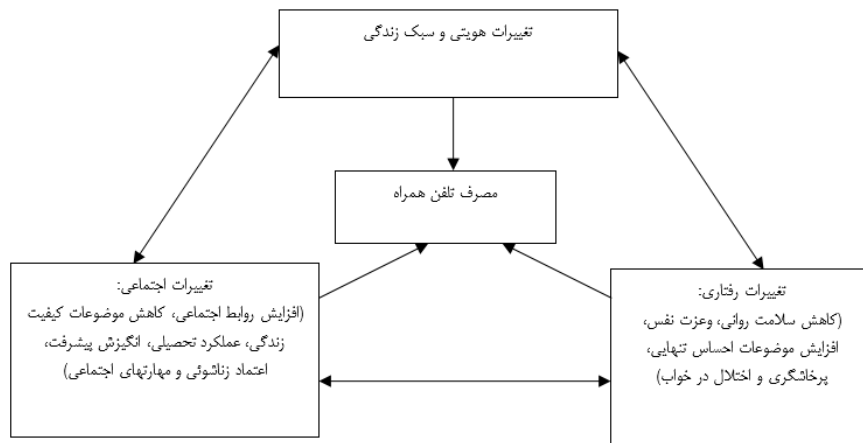 تغییرات هویتی و سبک زندگی
مصرف تلفن همراه
تغییرات اجتماعی:
(افزایش روابط اجتماعی، کاهش موضوعات کیفیت
زندگی، عملکرد تحصیلی، انگیزش پیشرفت،
اعتماد زناشوئی و مهارتهای اجتماعی)
تغییرات رفتاری:
(کاهش سلامت روانی، وعزت نفس،
افزایش موضوعات احساس تنهایی،
پرخاشگری و اختلال در خواب)